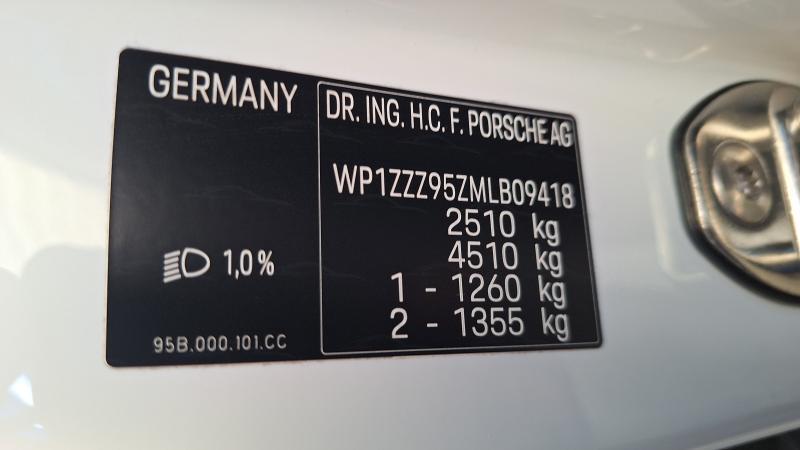 GERMANY
DR. ING. H.C. F. PORSCHE AG
WP1ZZZ95ZMLB09418
2510 kg
4510 kg
1 - 1260 kg
2 - 1355 kg
1,0%
95B.000.101.CC